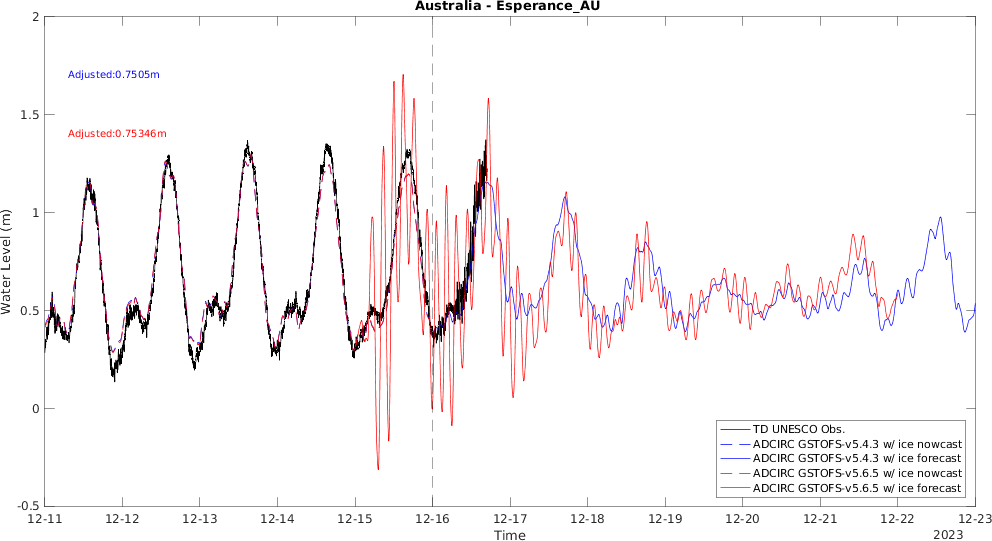 Australia - Esperance_AU
2
Adjusted:0.7505m
1.5
Adjusted:0.75346m
1
Water Level (m)
0.5
0
-0.5
TD UNESCO Obs.
ADCIRC GSTOFS-v5.4.3 w/ ice nowcast
ADCIRC GSTOFS-v5.4.3 w/ ice forecast
ADCIRC GSTOFS-v5.6.5 w/ ice nowcast
ADCIRC GSTOFS-v5.6.5 w/ ice forecast
12-11 12-12 12-13 12-14 12-15 12-16 12-17 12-18 12-19 12-20 12-21 12-22 12-23
Time
2023